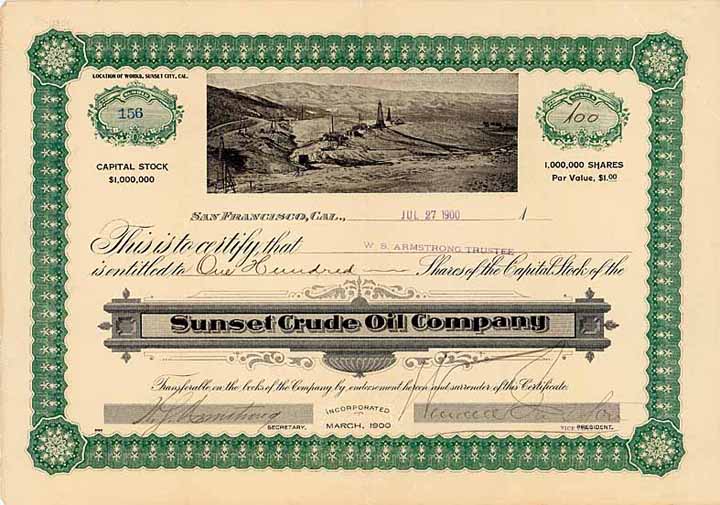 LOCATION OF WORKS, SUNSET CITY, CAL.
156
100
CAPITAL STOCK
$1,000,000
1,000,000 SHARES
Par Value, $1.00
SAN FRANCISCO, CAL., JUL 27 1900 1
This is to certify that W. S. ARMSTRONG TRUSTEE
is entitled to One Hundred Shares of the Capital Stock of the
Sunset Crude Oil Company
Transferable on the books of the Company by endorsement hereon and surrender of this Certificate.
Armstrong
SECRETARY.
INCORPORATED
MARCH, 1900
VICE PRESIDENT.